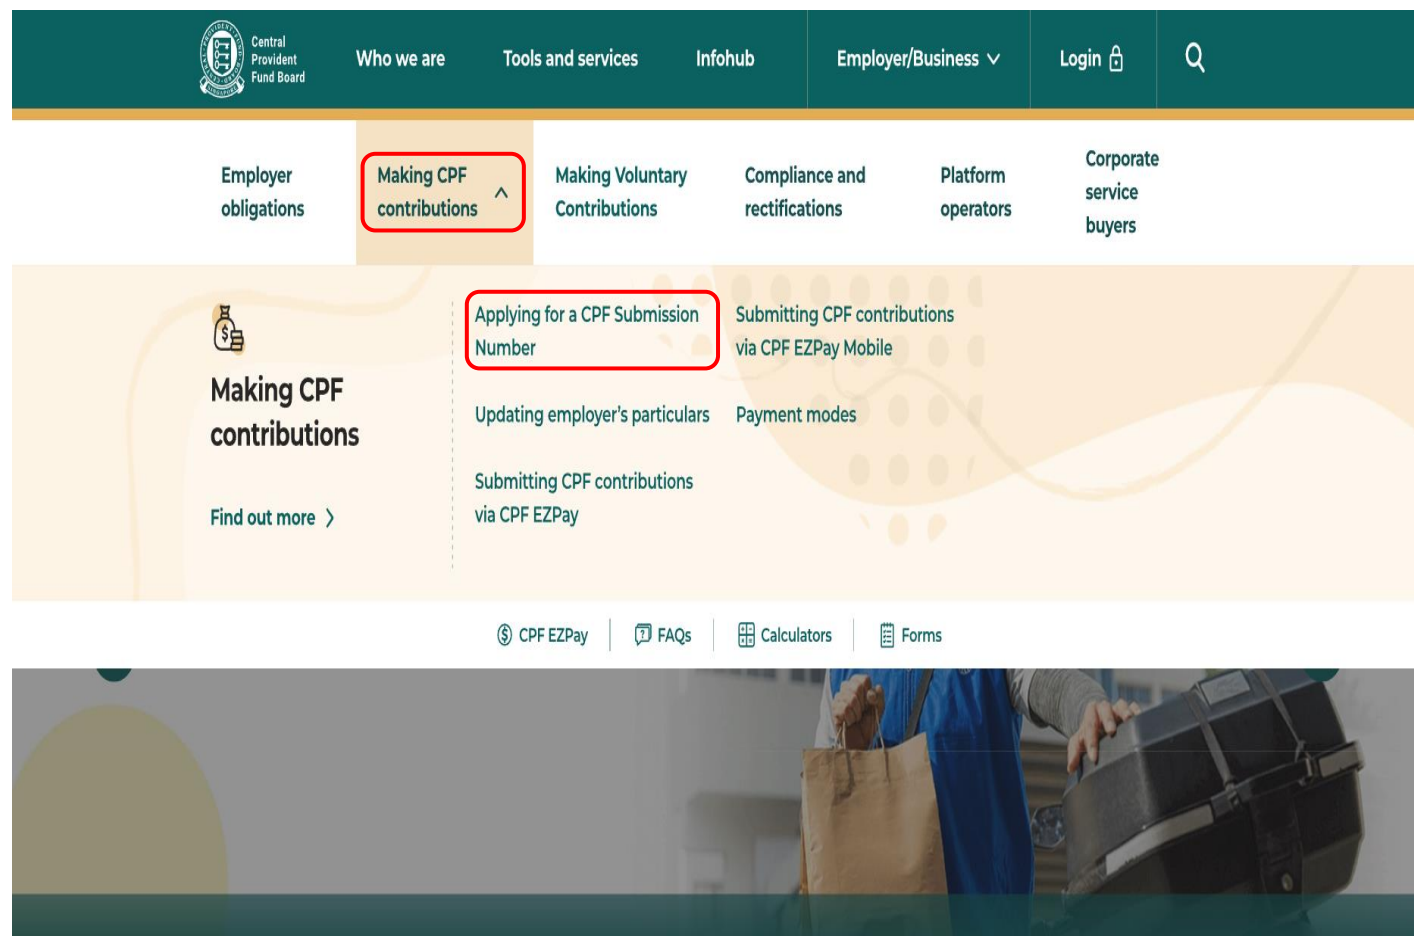 Central
Provident
Fund Board
Who we are
Tools and services
Infohub
Employer/Business
Login
Employer
obligations
Making CPF
contributions
Making Voluntary
Contributions
Compliance and
rectifications
Platform
operators
Corporate
service
buyers
Making CPF
contributions
Find out more
Applying for a CPF Submission
Number
Updating employer's particulars
Submitting CPF contributions
via CPF EZPay
Submitting CPF contributions
via CPF EZPay Mobile
Payment modes
CPF EZPay
FAQs
Calculators
Forms